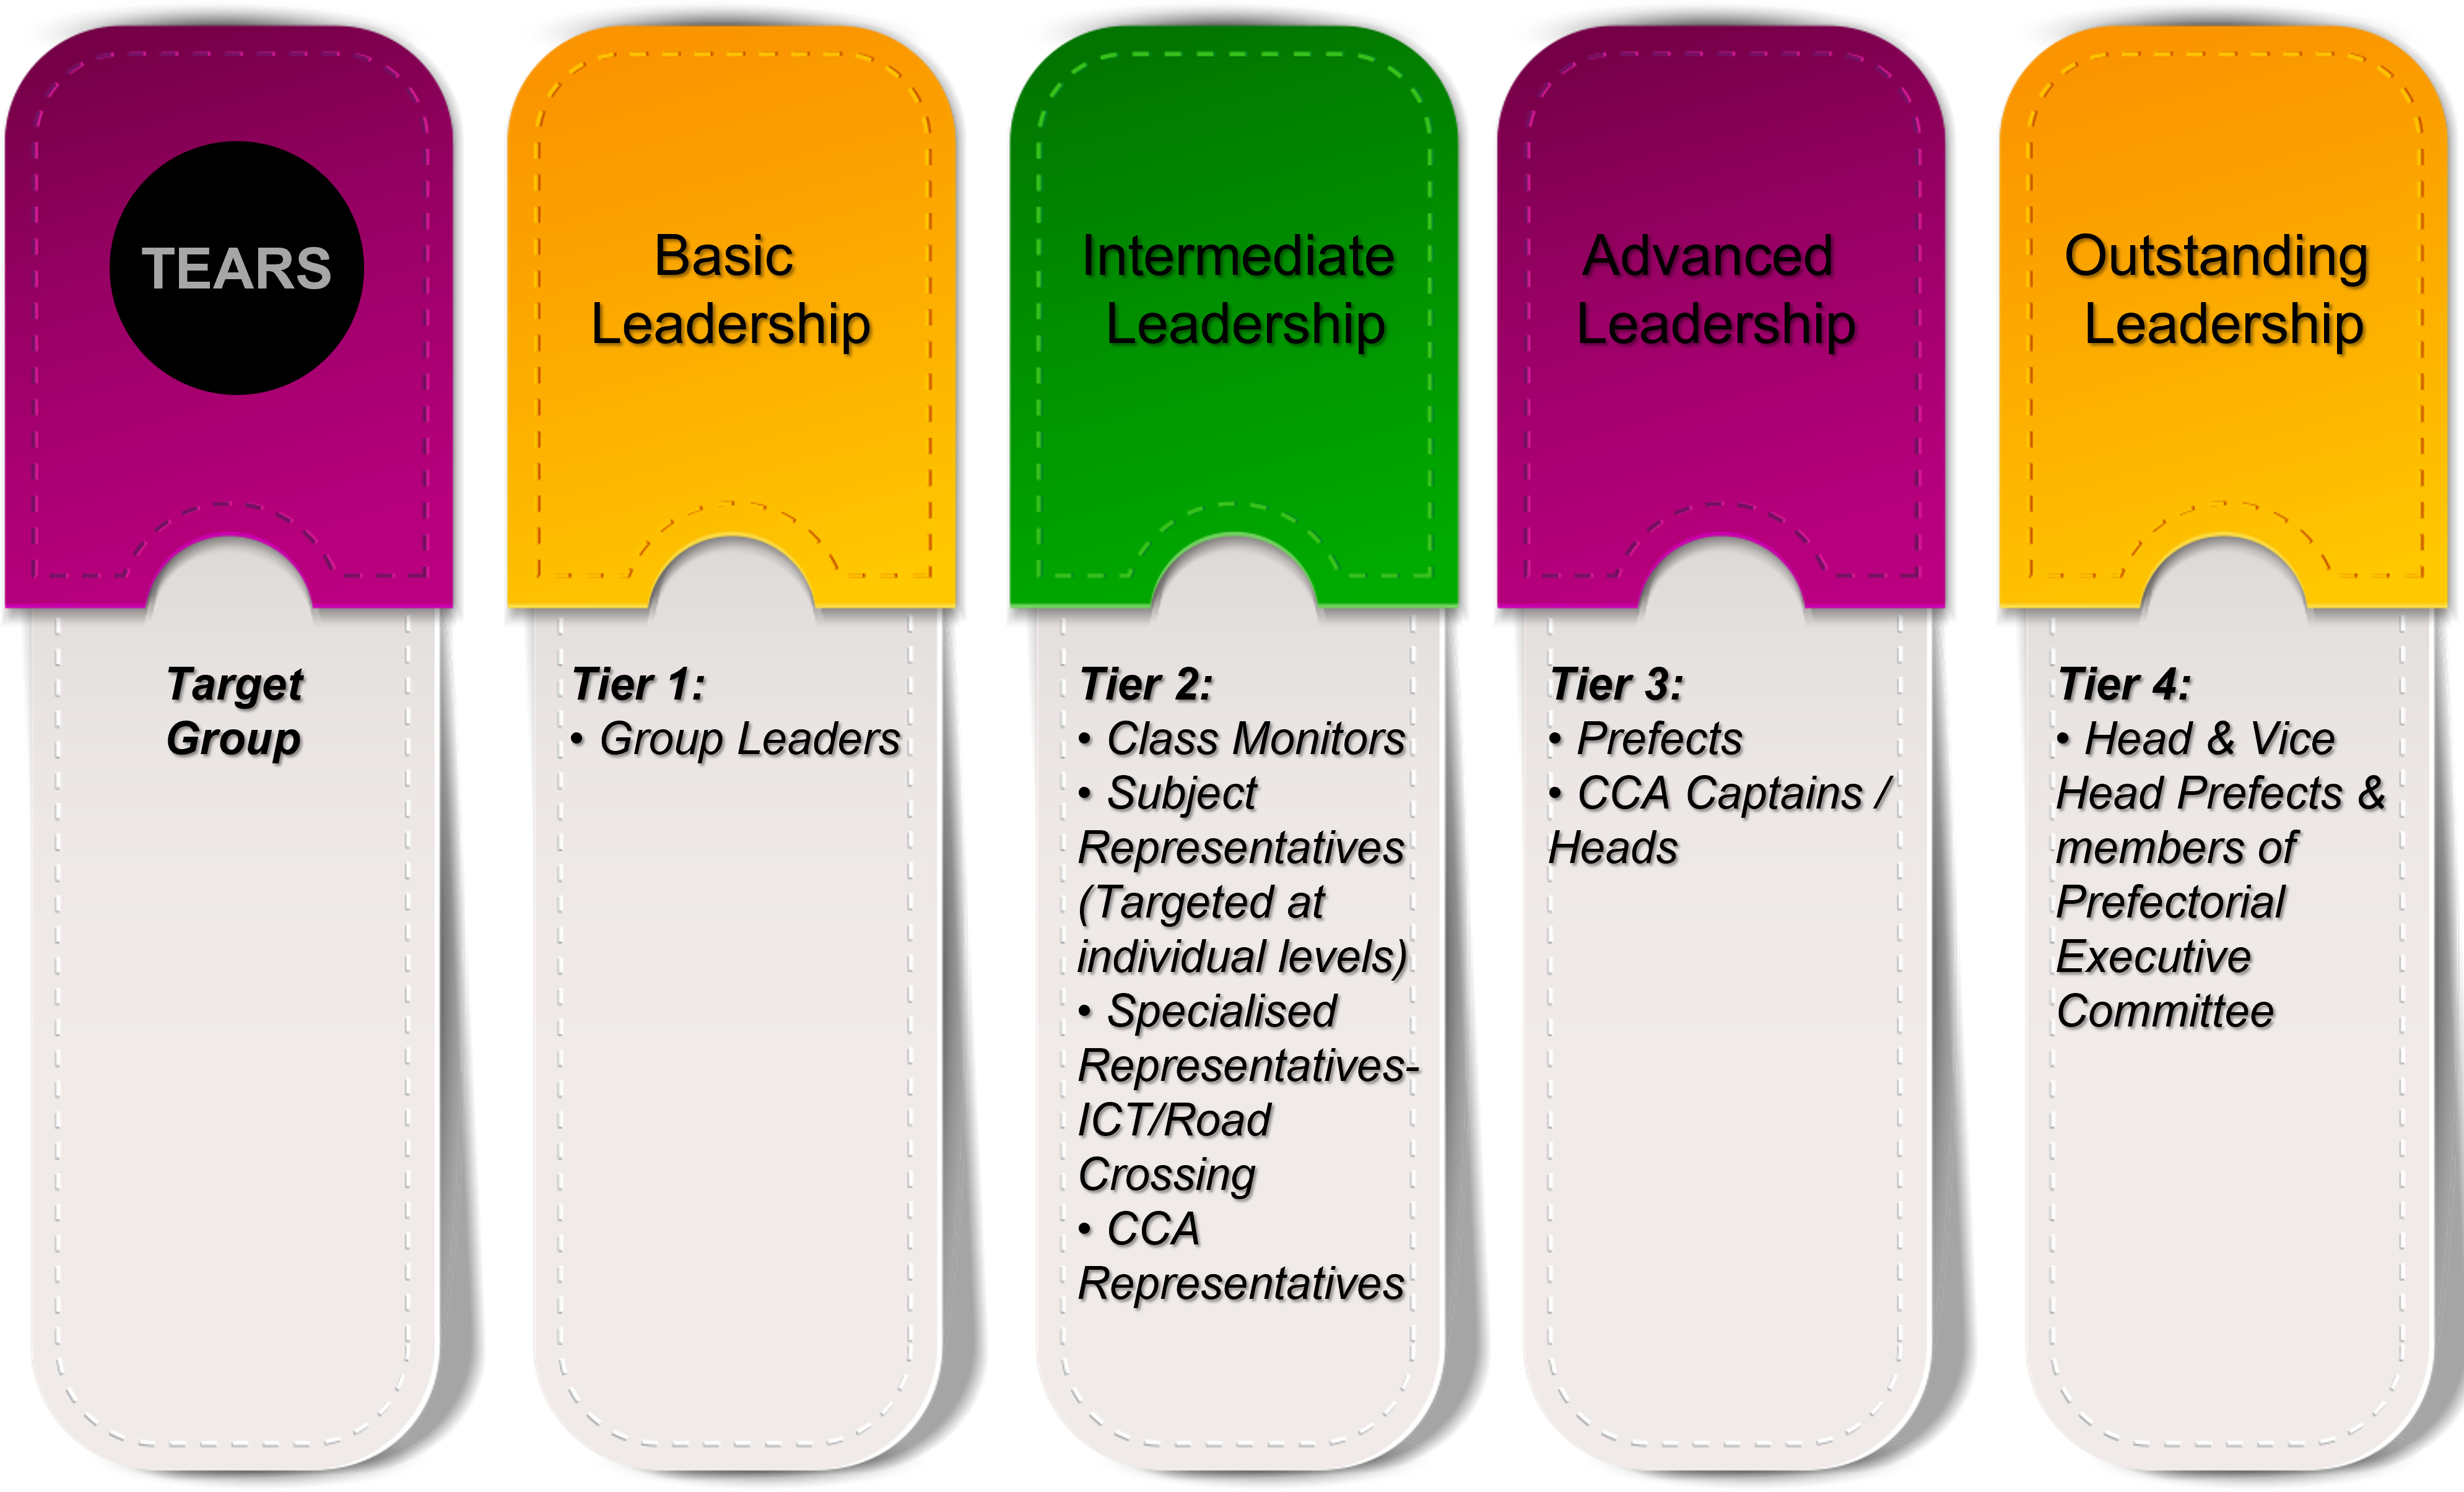 TEARS
Target
Group
Basic
Leadership
Tier 1:
• Group Leaders
Intermediate
Leadership
Tier 2:
• Class Monitors
• Subject
Representatives
(Targeted at
individual levels)
• Specialised
Representatives-
ICT/Road
Crossing
• CCA
Representatives
Advanced
Leadership
Tier 3:
• Prefects
• CCA Captains /
Heads
Outstanding
Leadership
Tier 4:
• Head & Vice
Head Prefects &
members of
Prefectorial
Executive
Committee